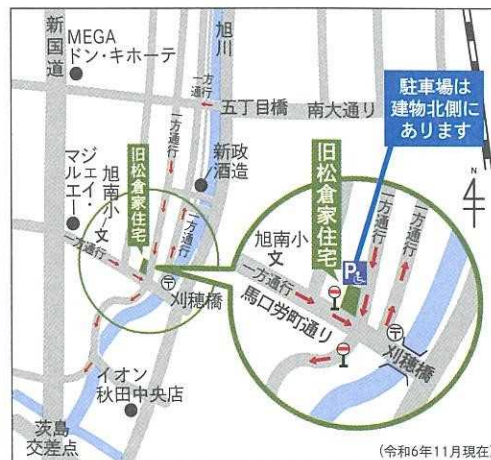 新国道
MEGA
ドン・キホーテ
旭川
一方通行
五丁目橋
南大通り
駐車場は
建物北側に
あります
一方通行
一方通行
新政
酒造
ジェイ・
マルエー
旭南小
文
旧松倉家住宅
一方通行
〒
刈穂橋
N
4
旧松倉家住宅
旭南小
文
P
一方通行
一方通行
一方通行
馬口労町通り
〒
刈穂橋
イオン
秋田中央店
茨島
交差点
(令和6年11月現在)